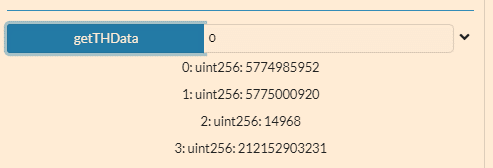 getTHData 0
0: uint256: 5774985952
1: uint256: 5775000920
2: uint256: 14968
3: uint256: 212152903231